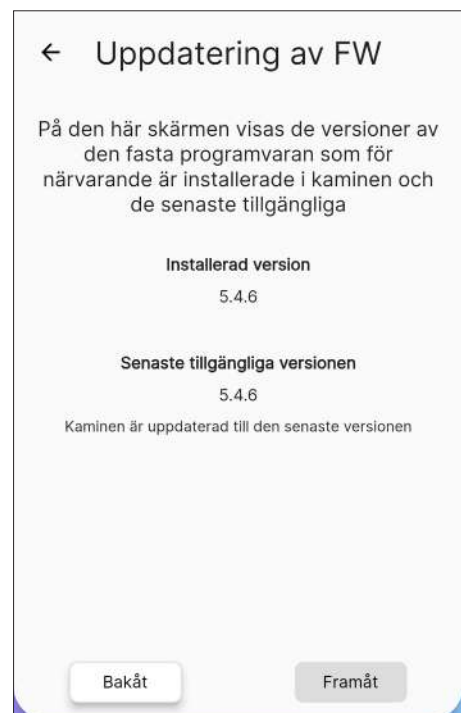 ← Uppdatering av FW
På den här skärmen visas de versioner av
den fasta programvaran som för
närvarande är installerade i kaminen och
de senaste tillgängliga
Installerad version
5.4.6
Senaste tillgängliga versionen
5.4.6
Kaminen är uppdaterad till den senaste versionen
Bakåt
Framåt